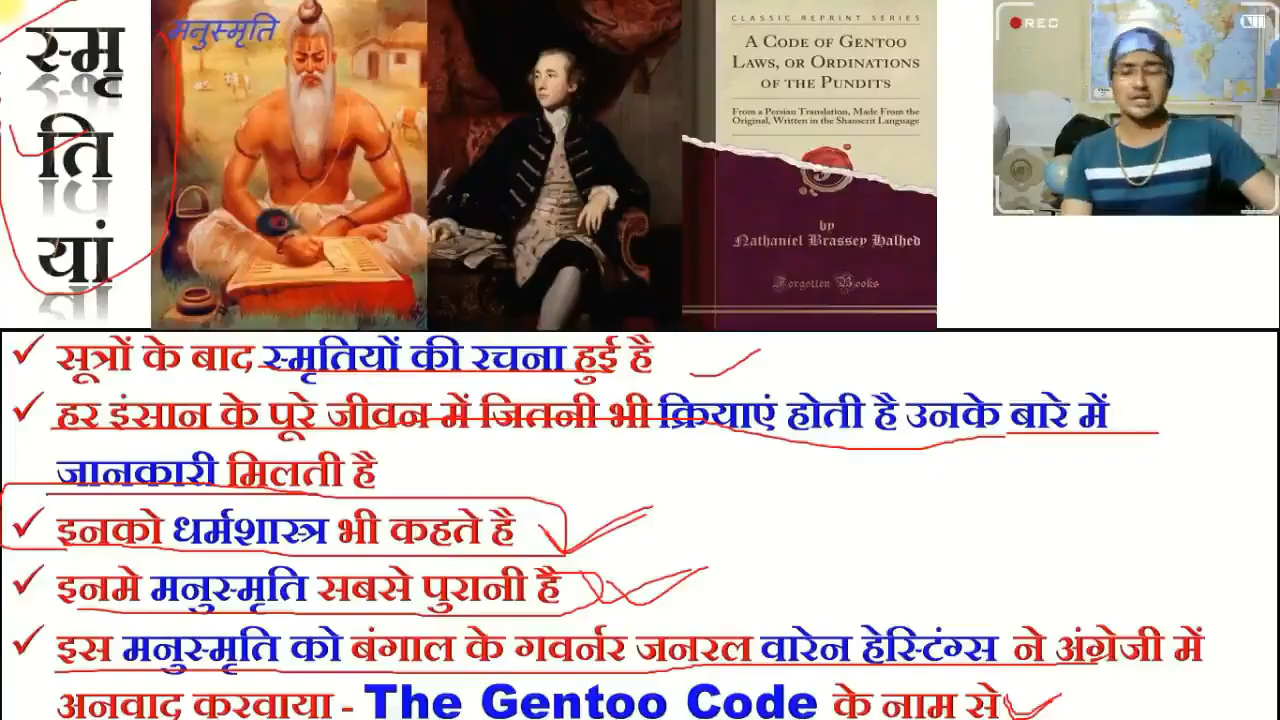 स्मृ
ति
यां
मनुस्मृति
CLASSIC REPRINT SERIES
A CODE OF GENTOO
LAWS, OR ORDINATIONS
OF THE PUNDITS
From a Persian Translation, Made From the
Original, Written in the Shanscrit Language
by
Nathaniel Brassey Halhed
Forgotten Books
REC
सूत्रों के बाद स्मृतियों की रचना हुई है
हर इंसान के पूरे जीवन में जितनी भी क्रियाएं होती है उनके बारे में
जानकारी मिलती है
इनको धर्मशास्त्र भी कहते है
इनमे मनुस्मृति सबसे पुरानी है
इस मनुस्मृति को बंगाल के गवर्नर जनरल वारेन हेस्टिंग्स ने अंग्रेजी में
अनवाद करवाया - The Gentoo Code के नाम से